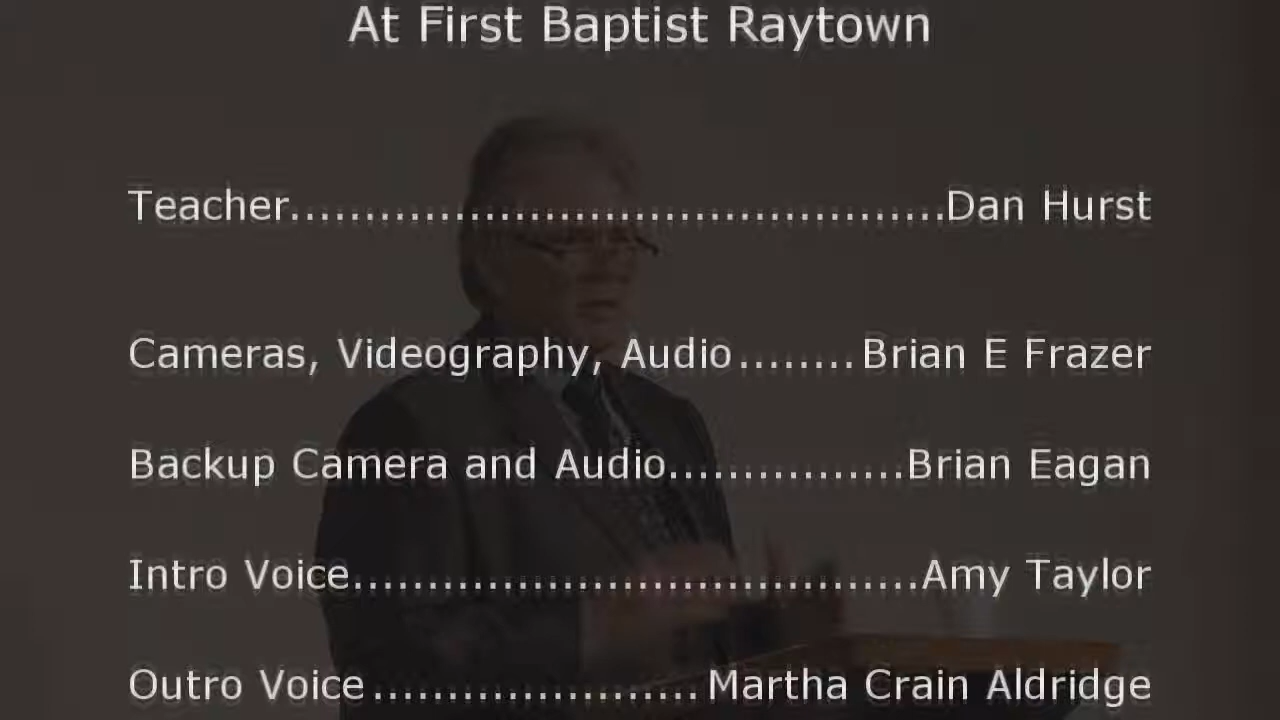 At First Baptist Raytown
Teacher............................................Dan Hurst
Cameras, Videography, Audio........Brian E Frazer
Backup Camera and Audio................Brian Eagan
Intro Voice......................................Amy Taylor
Outro Voice......................Martha Crain Aldridge